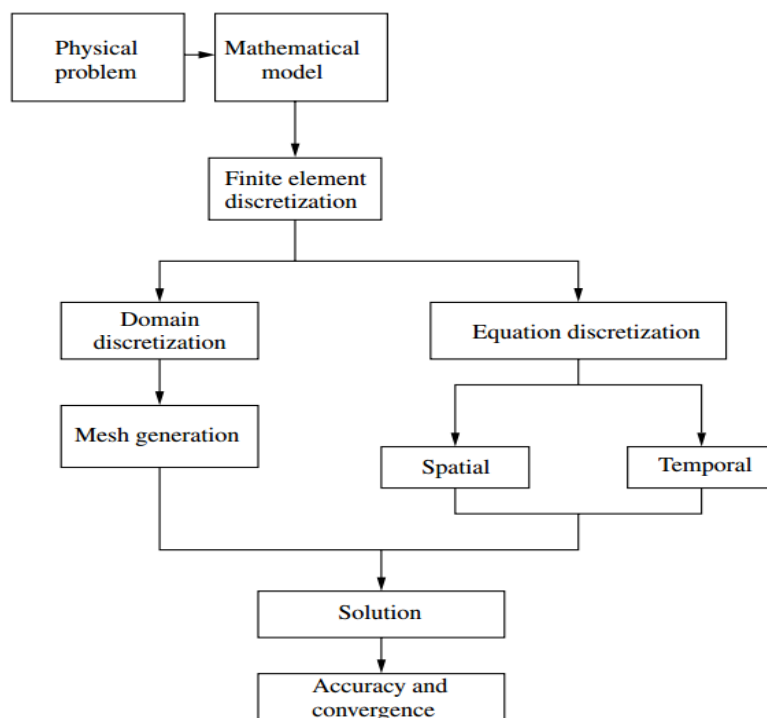 Physical
problem
Mathematical
model
Finite element
discretization
Domain
discretization
Equation discretization
Mesh generation
Spatial
Temporal
Solution
Accuracy and
convergence